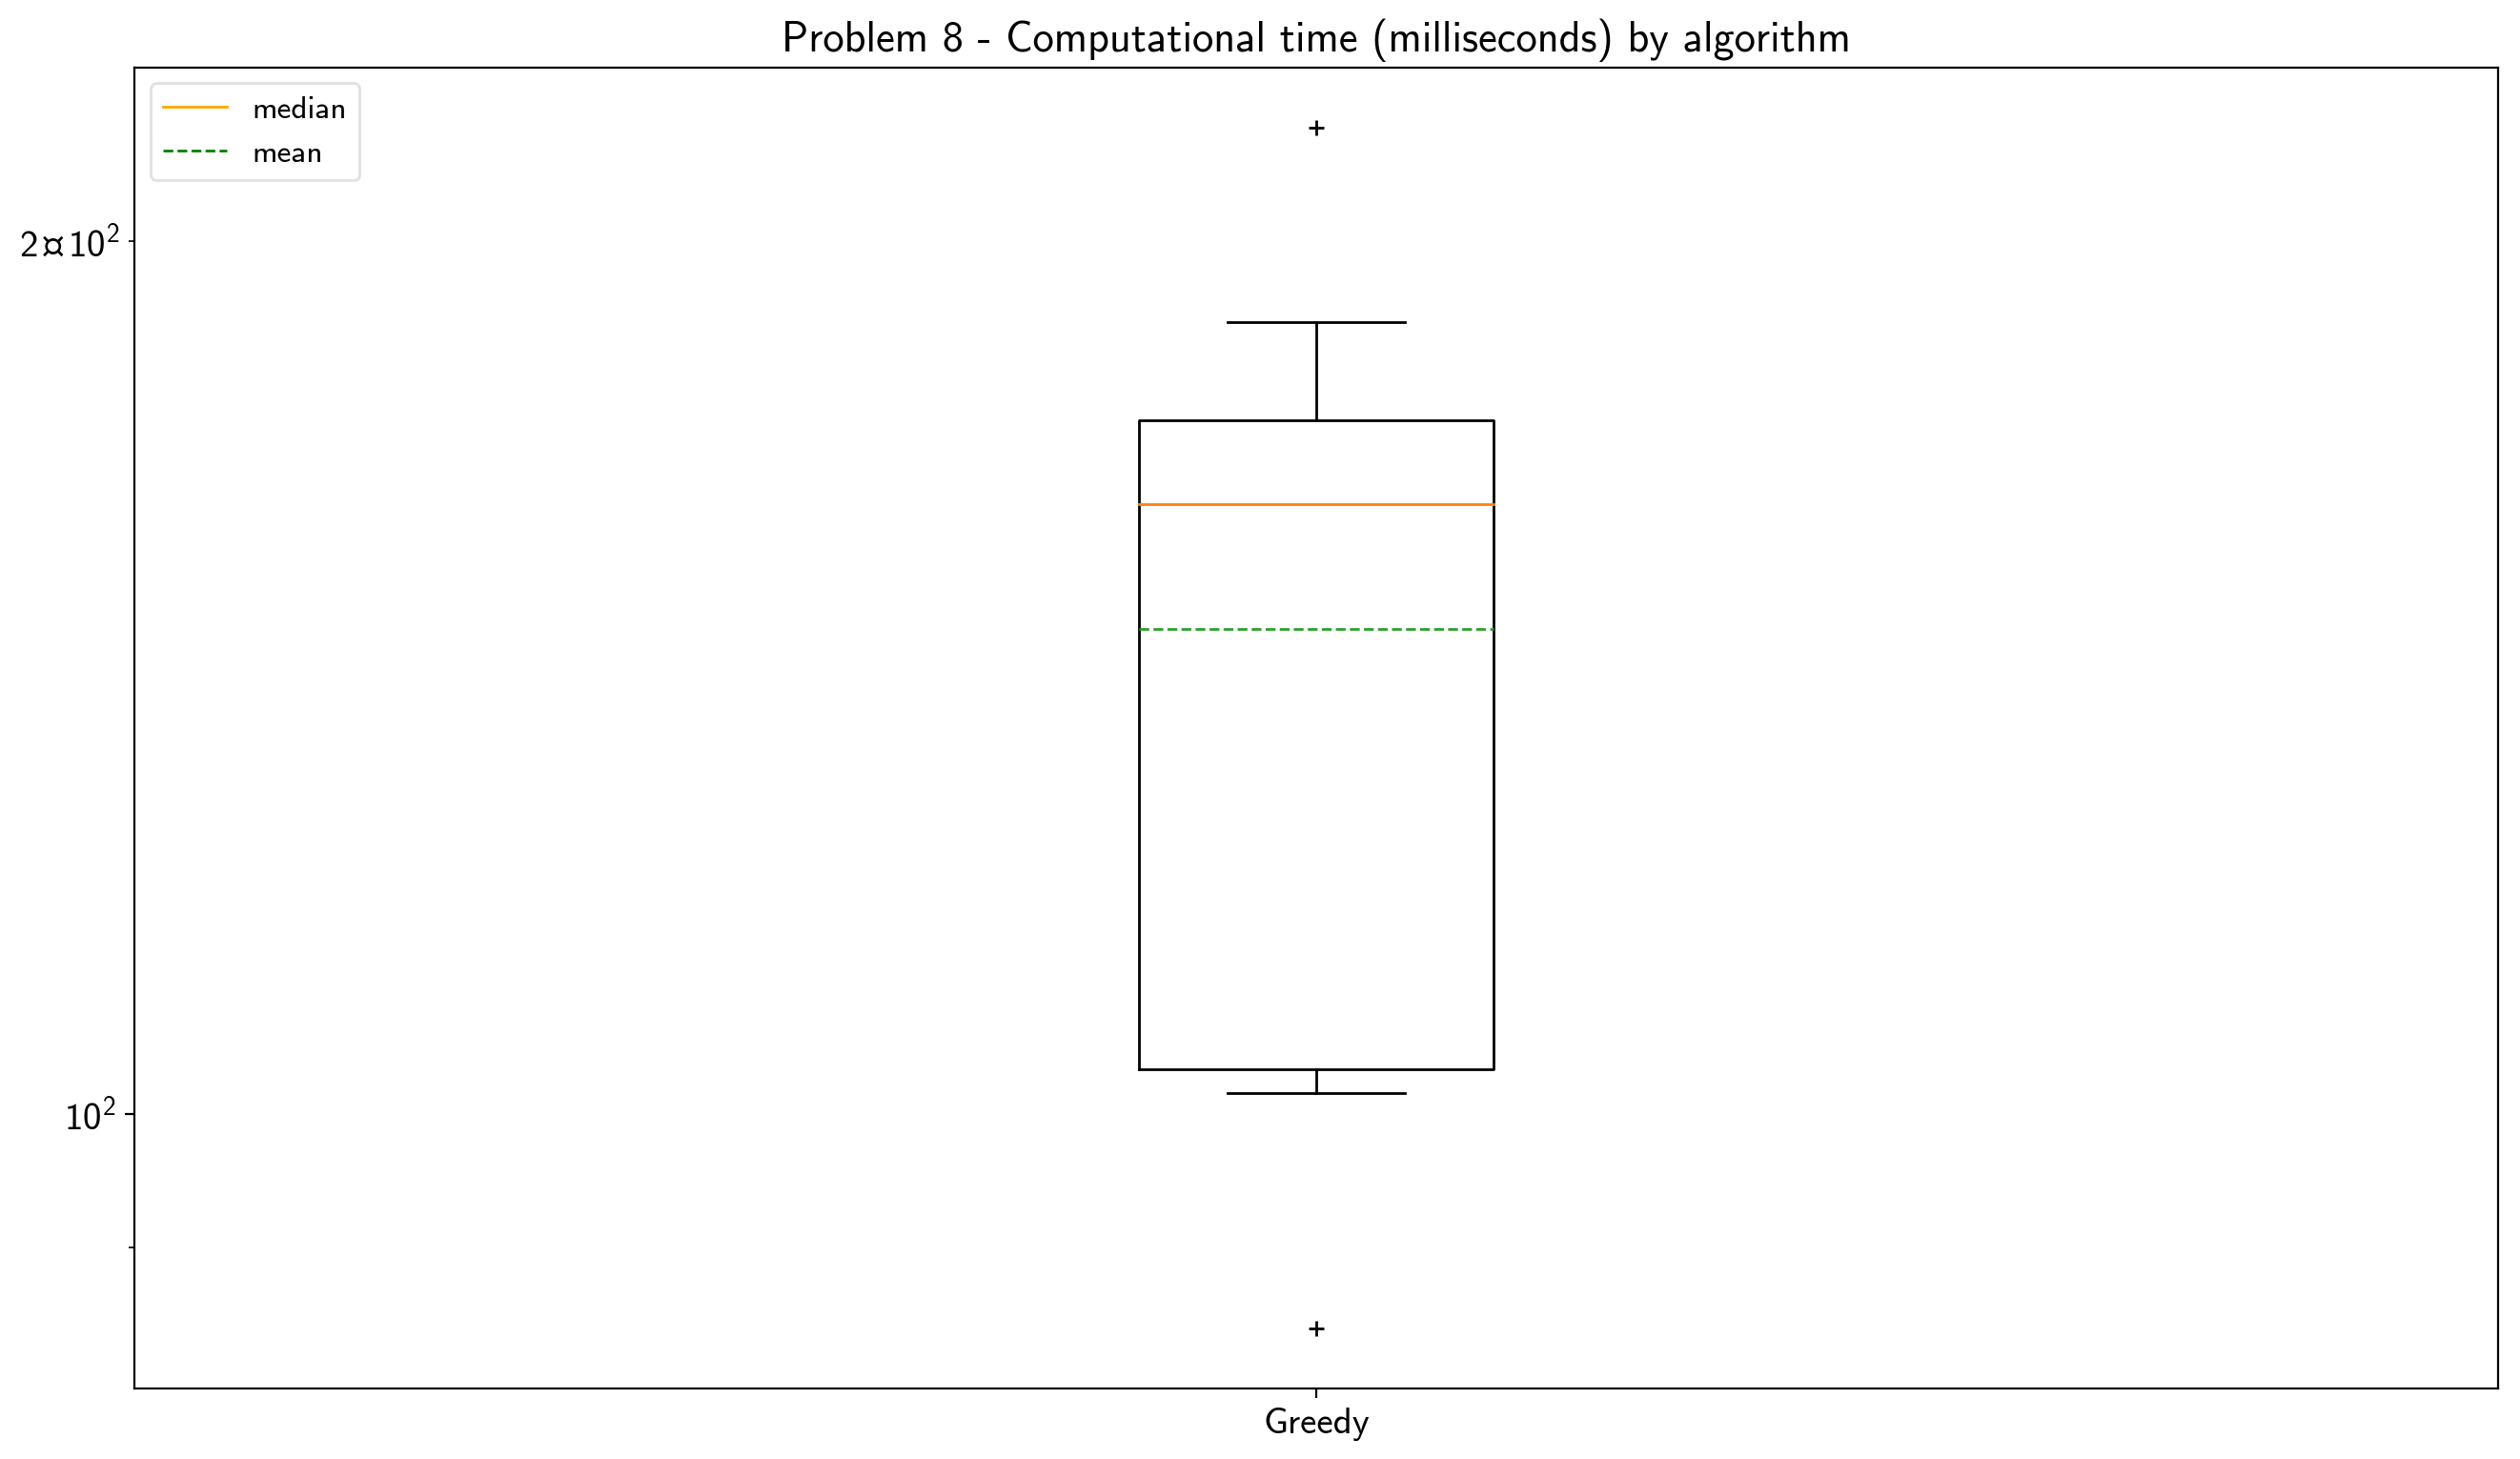 Problem 8 - Computational time (milliseconds) by algorithm
median
mean
2¤10²
10²
Greedy